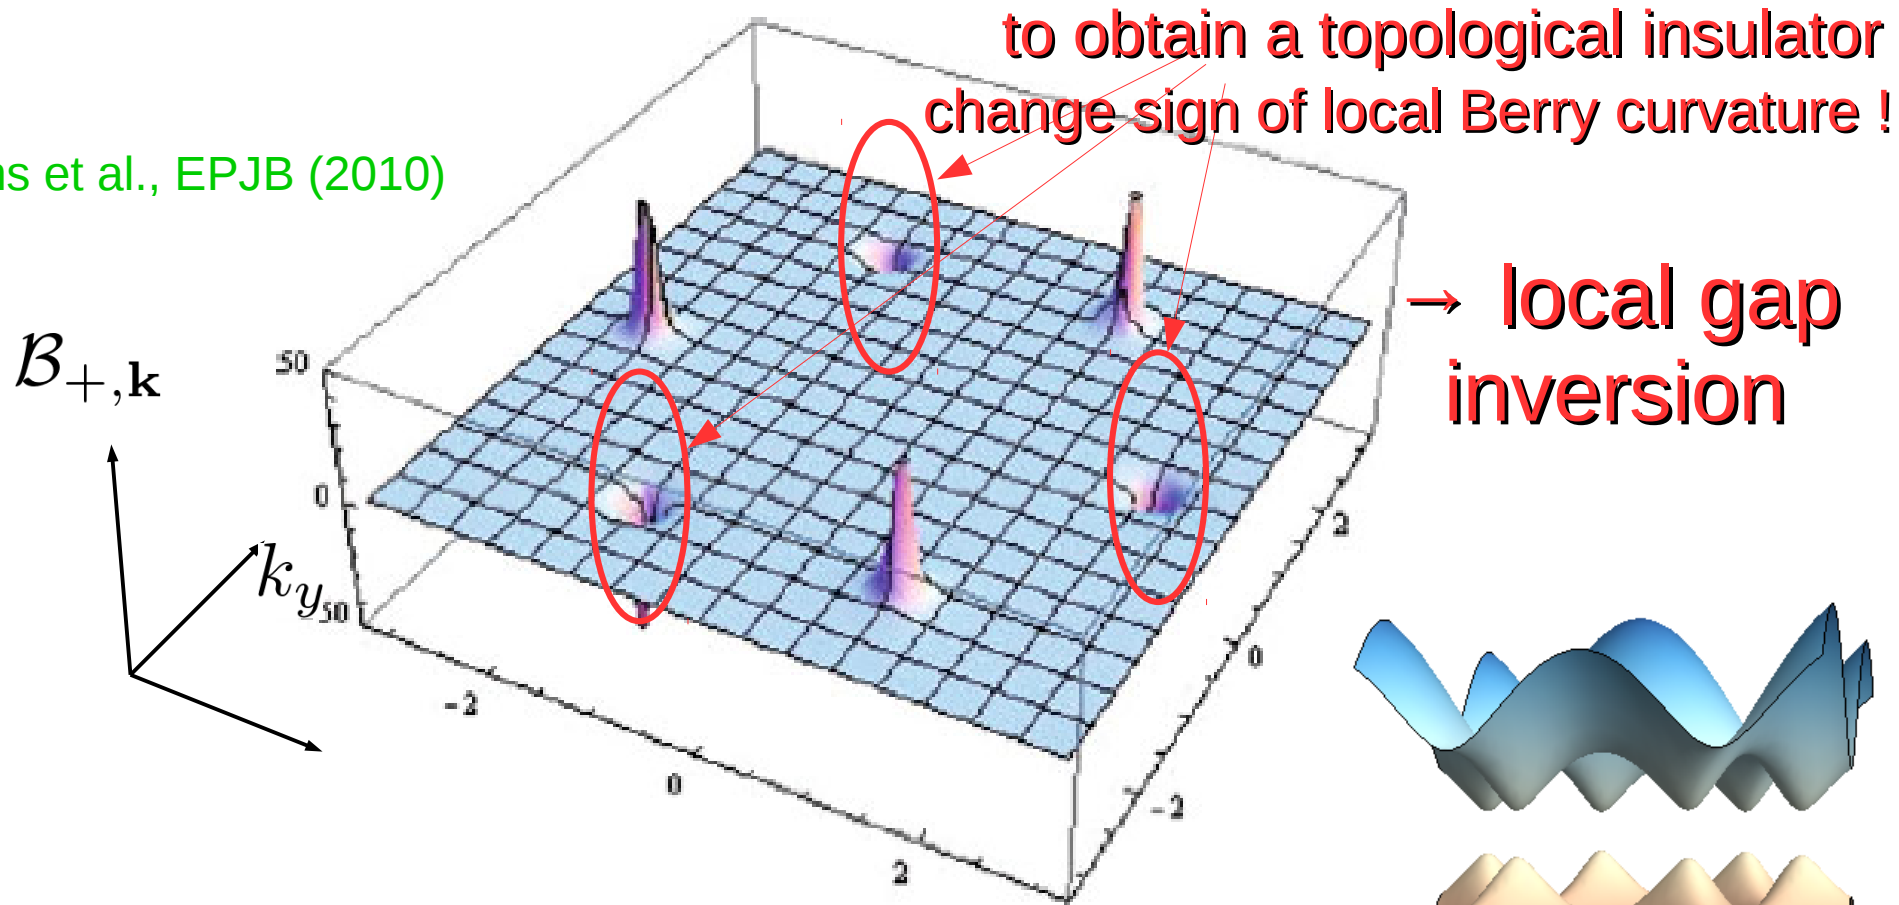 to obtain a topological insulator
change sign of local Berry curvature !
et al., EPJB (2010)
→ local gap
inversion
𝓑₊,𝐤
50
0
50
k_y
-2
0
2
-2
0
2